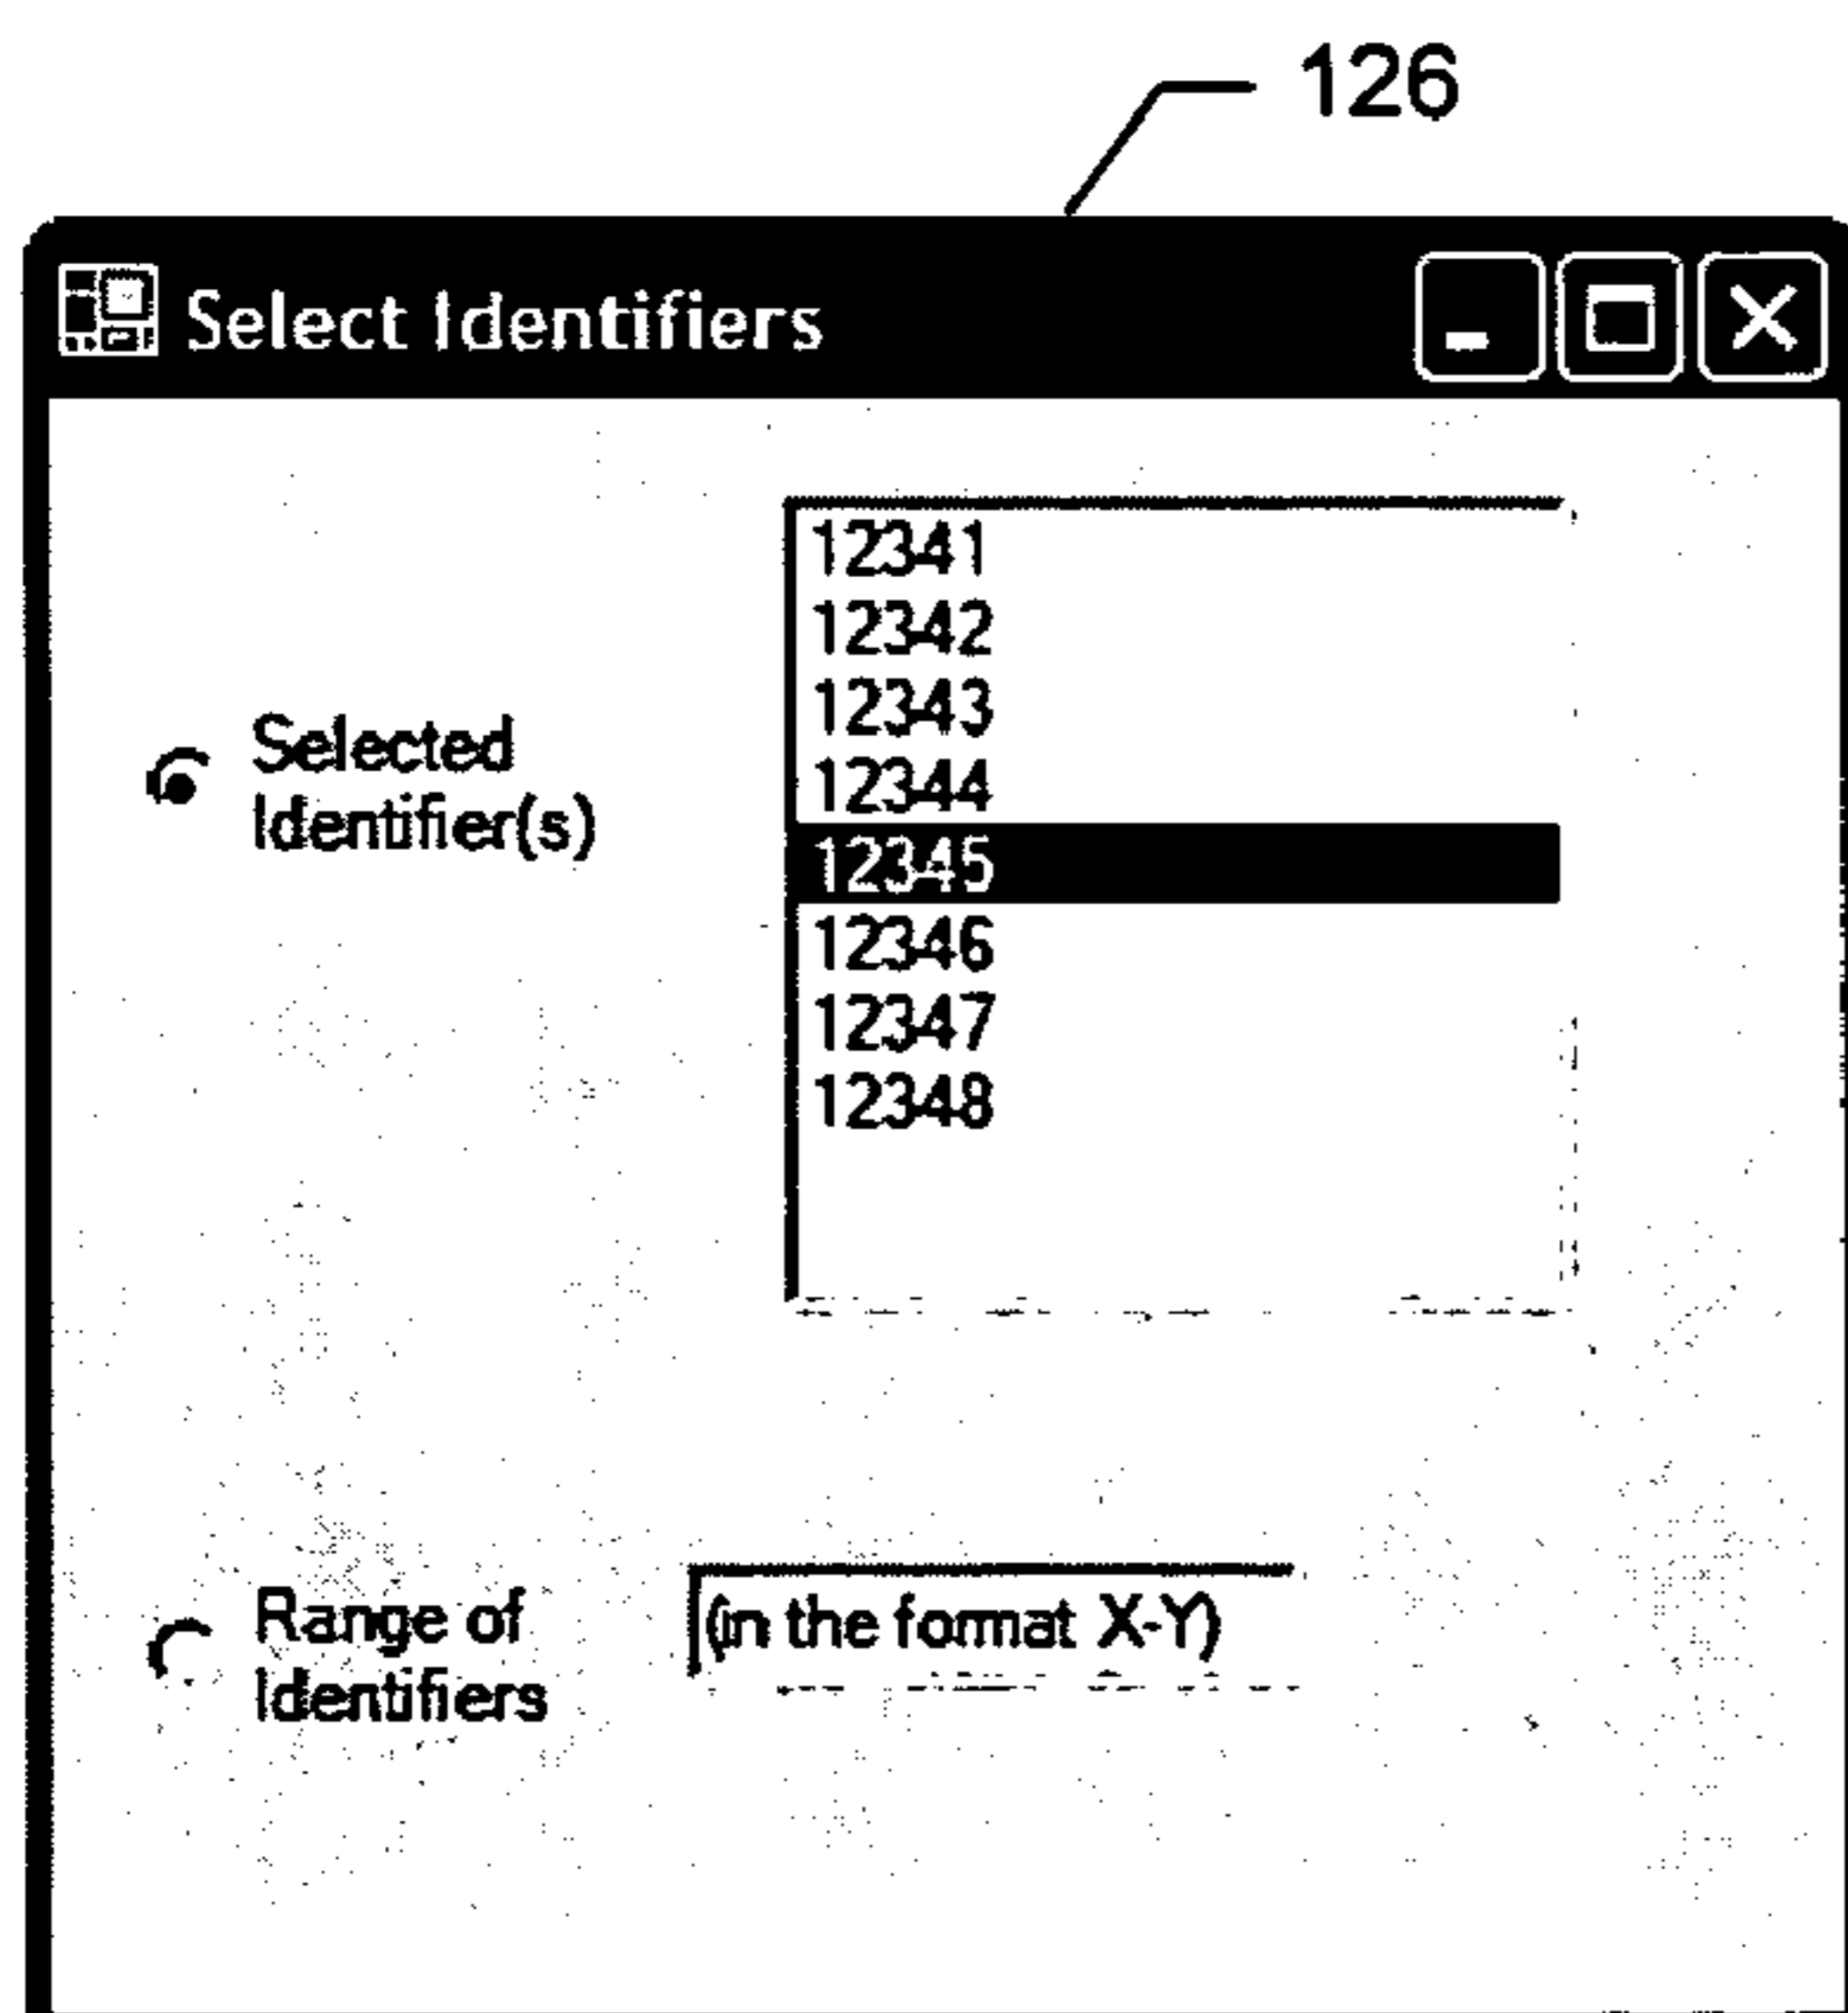 126
Select Identifiers
12341
12342
12343
12344
12345
12346
12347
12348
Selected
Identifier(s)
Range of
Identifiers
(in the format X-Y)